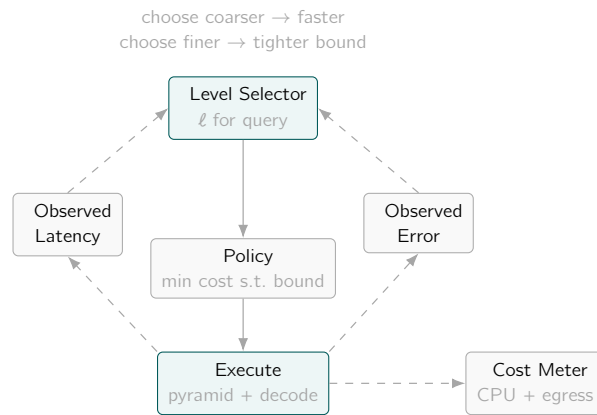 choose coarser → faster
choose finer → tighter bound
Level Selector
ℓ for query
Observed
Latency
Observed
Error
Policy
min cost s.t. bound
Execute
pyramid + decode
Cost Meter
CPU + egress